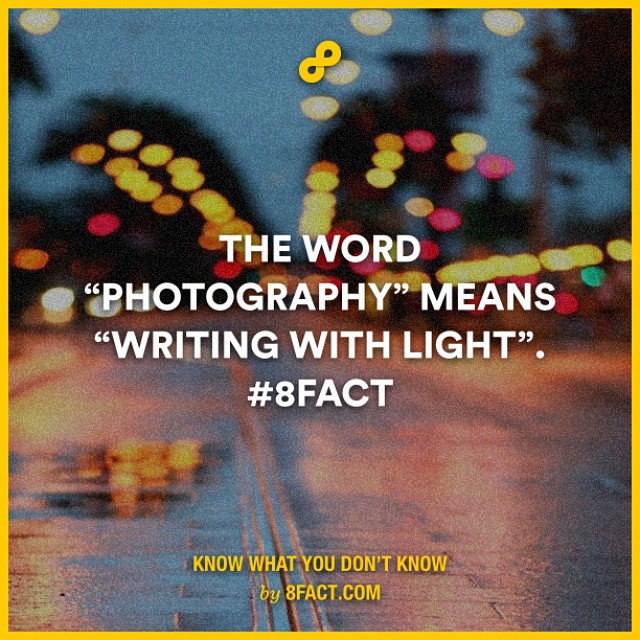 THE WORD
“PHOTOGRAPHY” MEANS
“WRITING WITH LIGHT”.
#8FACT
KNOW WHAT YOU DON’T KNOW
by 8FACT.COM